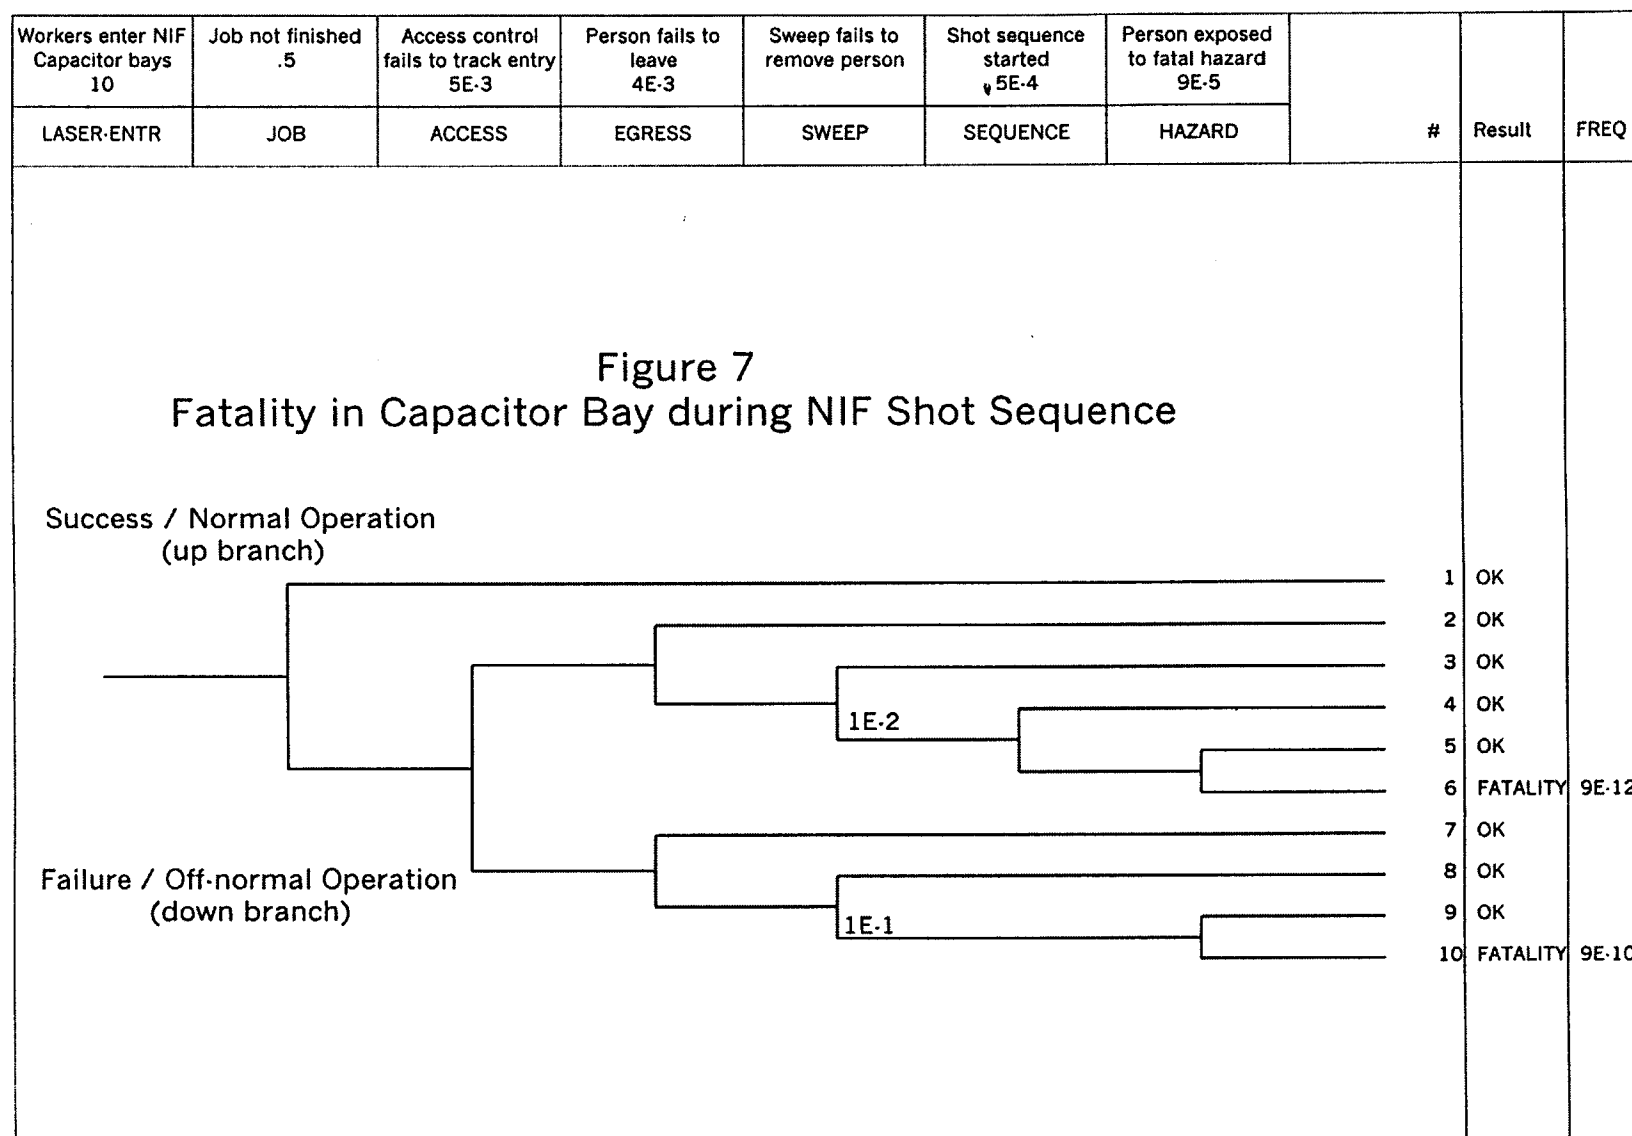 Workers enter NIF
Capacitor bays
10
Job not finished
.5
Access control
fails to track entry
5E-3
Person fails to
leave
4E-3
Sweep fails to
remove person
Shot sequence
started
5E-4
Person exposed
to fatal hazard
9E-5
LASER-ENTR
JOB
ACCESS
EGRESS
SWEEP
SEQUENCE
HAZARD
#
Result
FREQ
Figure 7
Fatality in Capacitor Bay during NIF Shot Sequence
Success / Normal Operation
(up branch)
1 OK
2 OK
3 OK
4 OK
1E-2
5 OK
6 FATALITY 9E-12
7 OK
Failure / Off-normal Operation
(down branch)
8 OK
9 OK
1E-1
10 FATALITY 9E-10